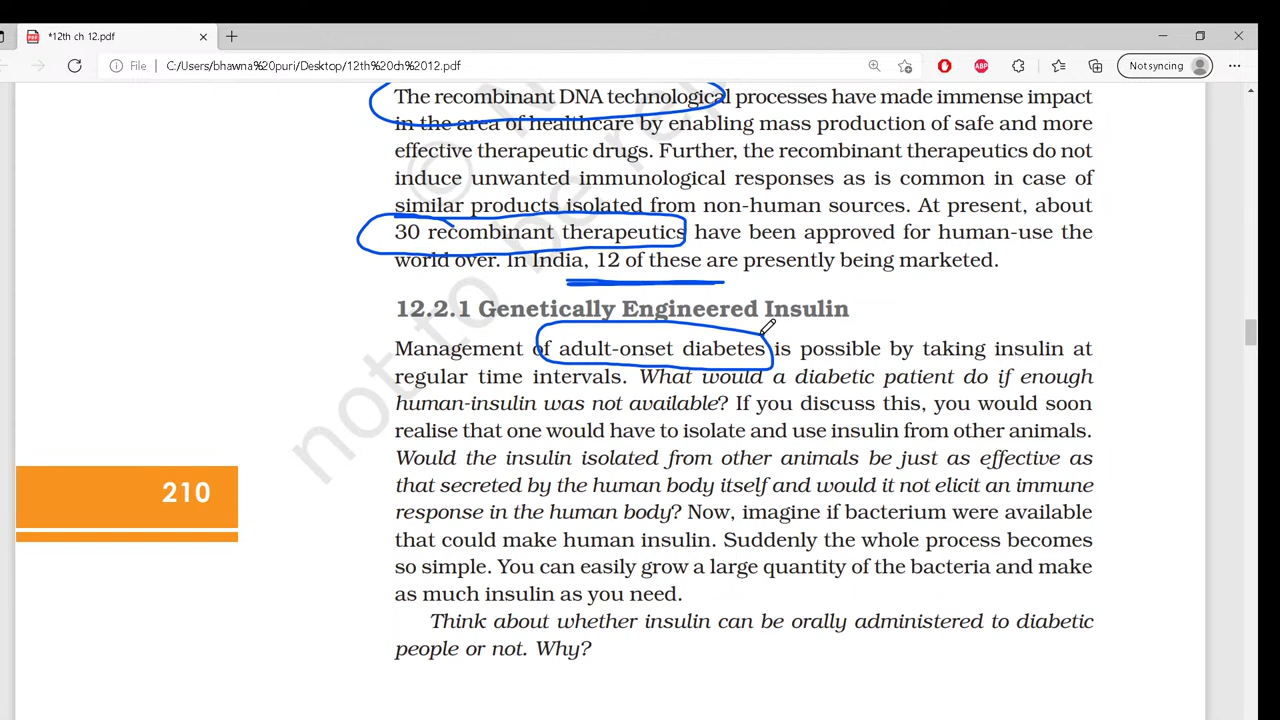 *12th ch 12.pdf
File
C:/Users/bhawna%20puri/Desktop/12th%20ch%2012.pdf
ABP
Not syncing
The recombinant DNA technological processes have made immense impact
in the area of healthcare by enabling mass production of safe and more
effective therapeutic drugs. Further, the recombinant therapeutics do not
induce unwanted immunological responses as is common in case of
similar products isolated from non-human sources. At present, about
30 recombinant therapeutics have been approved for human-use the
world over. In India, 12 of these are presently being marketed.
12.2.1 Genetically Engineered Insulin
Management of adult-onset diabetes is possible by taking insulin at
regular time intervals. What would a diabetic patient do if enough
human-insulin was not available? If you discuss this, you would soon
realise that one would have to isolate and use insulin from other animals.
Would the insulin isolated from other animals be just as effective as
that secreted by the human body itself and would it not elicit an immune
response in the human body? Now, imagine if bacterium were available
that could make human insulin. Suddenly the whole process becomes
so simple. You can easily grow a large quantity of the bacteria and make
as much insulin as you need.
Think about whether insulin can be orally administered to diabetic
people or not. Why?
210
©
not to be rep